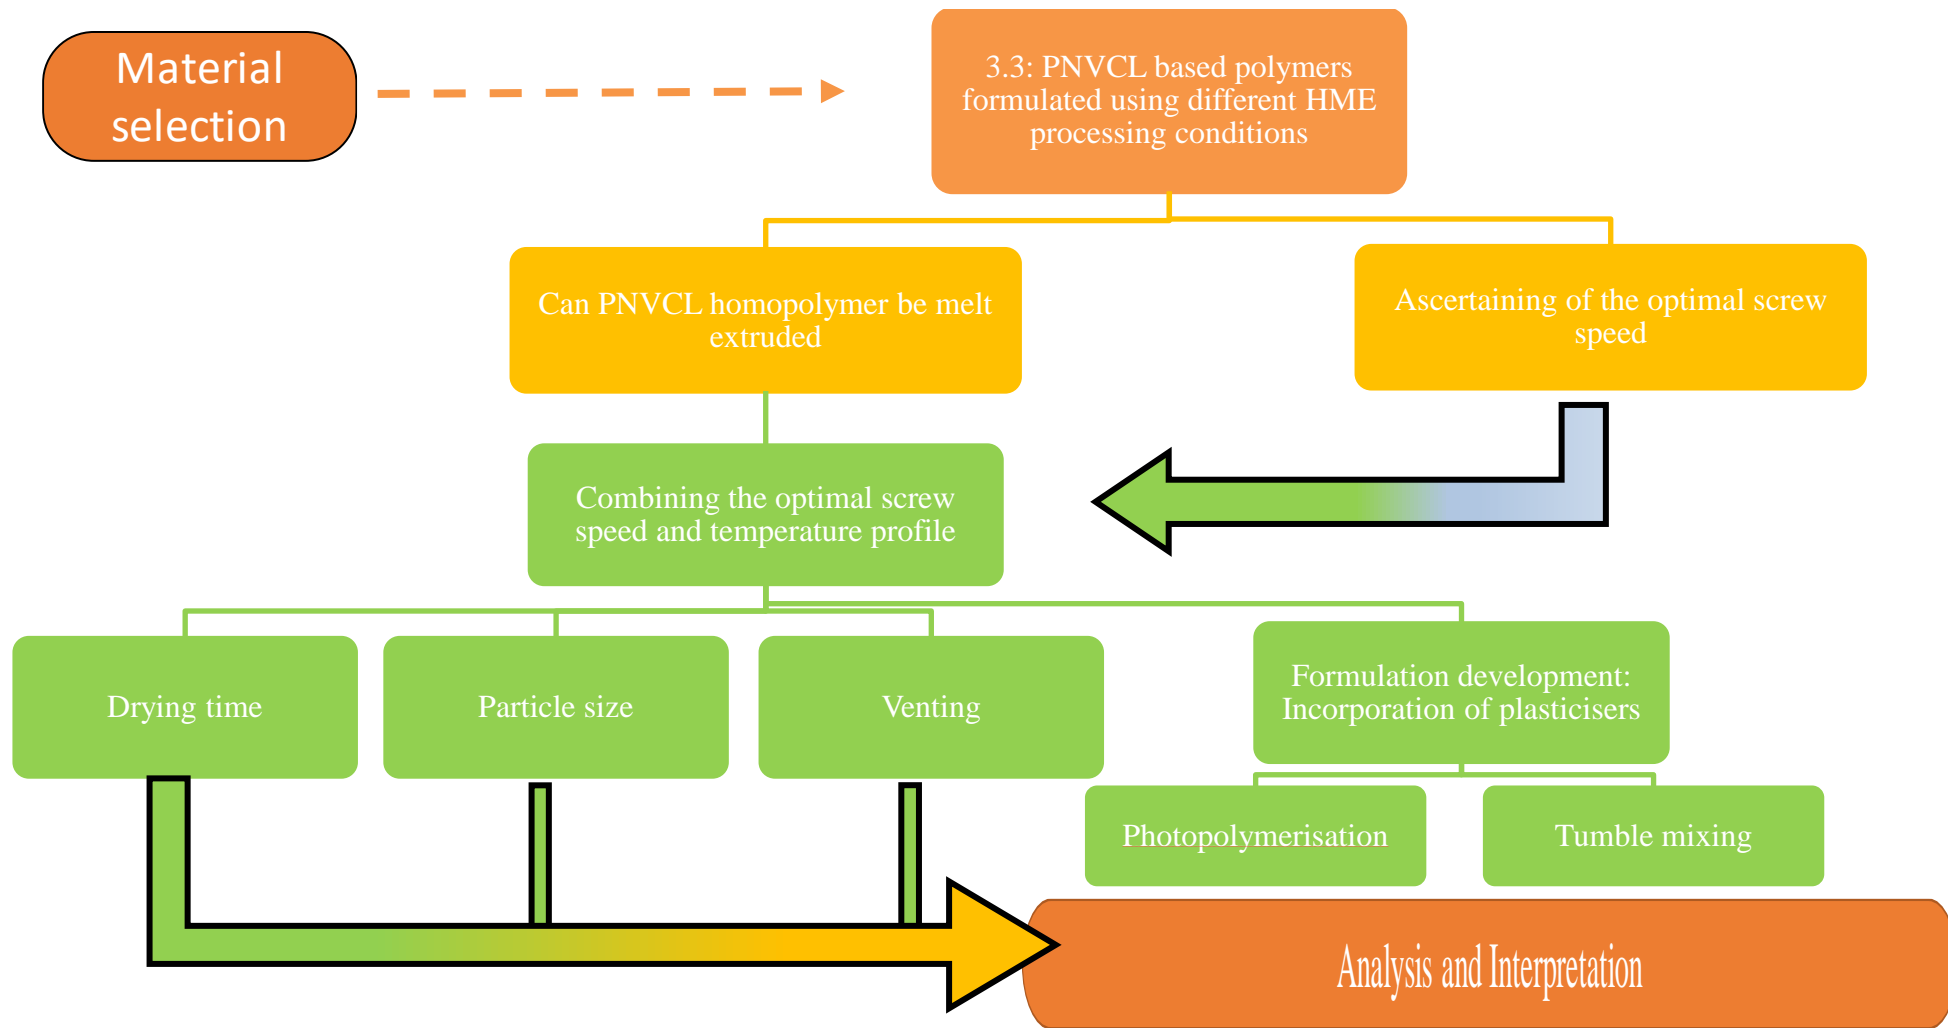 Material
selection
3.3: PNVCL based polymers
formulated using different HME
processing conditions
Can PNVCL homopolymer be melt
extruded
Ascertaining of the optimal screw
speed
Combining the optimal screw
speed and temperature profile
Drying time
Particle size
Venting
Formulation development:
Incorporation of plasticisers
Photopolymerisation
Tumble mixing
Analysis and Interpretation